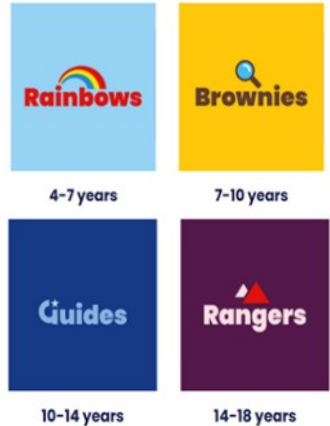 Rainbows
Brownies
4-7 years
7-10 years
Guides
Rangers
10-14 years
14-18 years